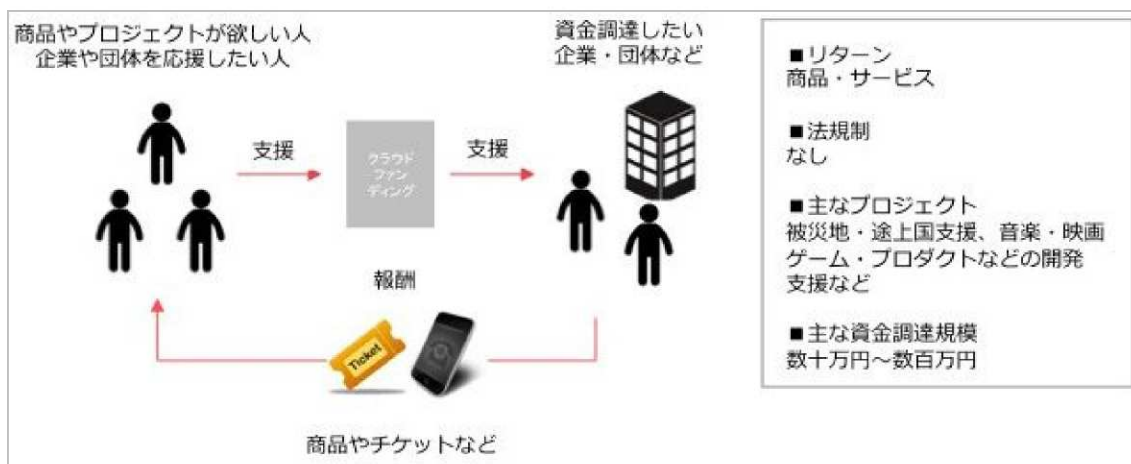 商品やプロジェクトが欲しい人
企業や団体を応援したい人
資金調達したい
企業・団体など
支援
クラウド
ファン
ディング
支援
報酬
Ticket
商品やチケットなど
■リターン
商品・サービス
■法規制
なし
■主なプロジェクト
被災地・途上国支援、音楽・映画
ゲーム・プロダクトなどの開発
支援など
■主な資金調達規模
数十万円～数百万円